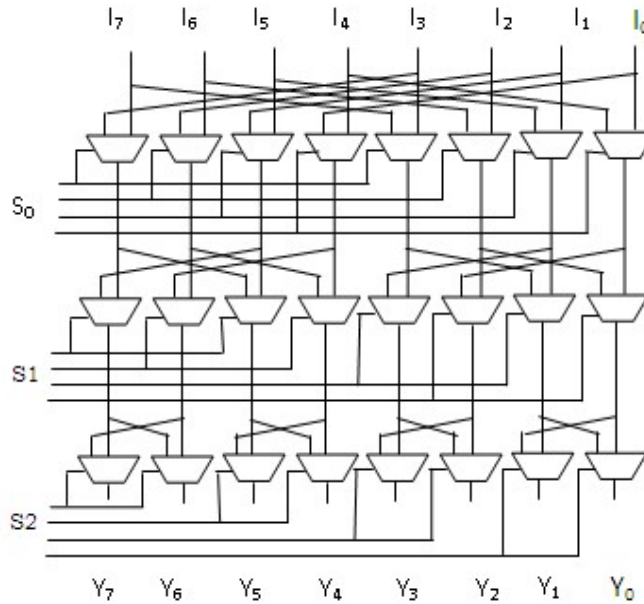 I₇ I₆ I₅ I₄ I₃ I₂ I₁ I₀
S₀
S1
S2
Y₇ Y₆ Y₅ Y₄ Y₃ Y₂ Y₁ Y₀